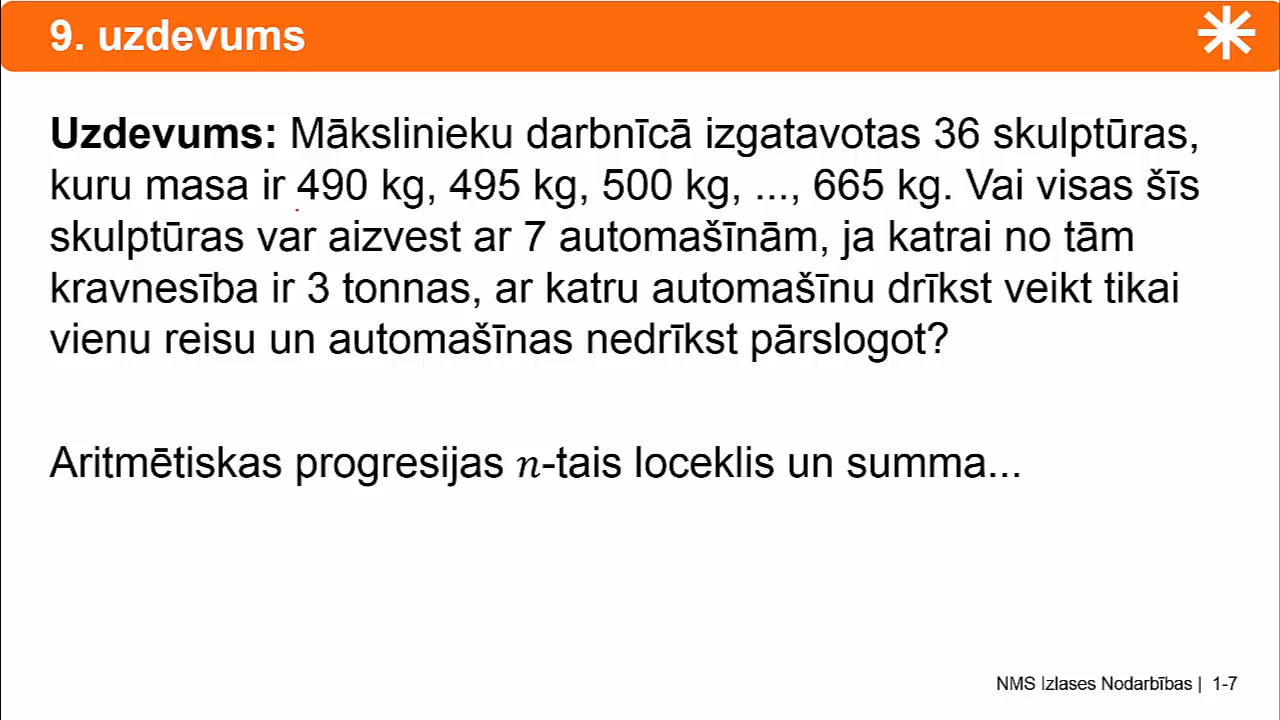 9. uzdevums
Uzdevums: Mākslinieku darbnīcā izgatavotas 36 skulptūras,
kuru masa ir 490 kg, 495 kg, 500 kg, ..., 665 kg. Vai visas šīs
skulptūras var aizvest ar 7 automašīnām, ja katrai no tām
kravnesība ir 3 tonnas, ar katru automašīnu drīkst veikt tikai
vienu reisu un automašīnas nedrīkst pārslogot?
Aritmētiskas progresijas n-tais loceklis un summa...
NMS Izlases Nodarbības | 1-7